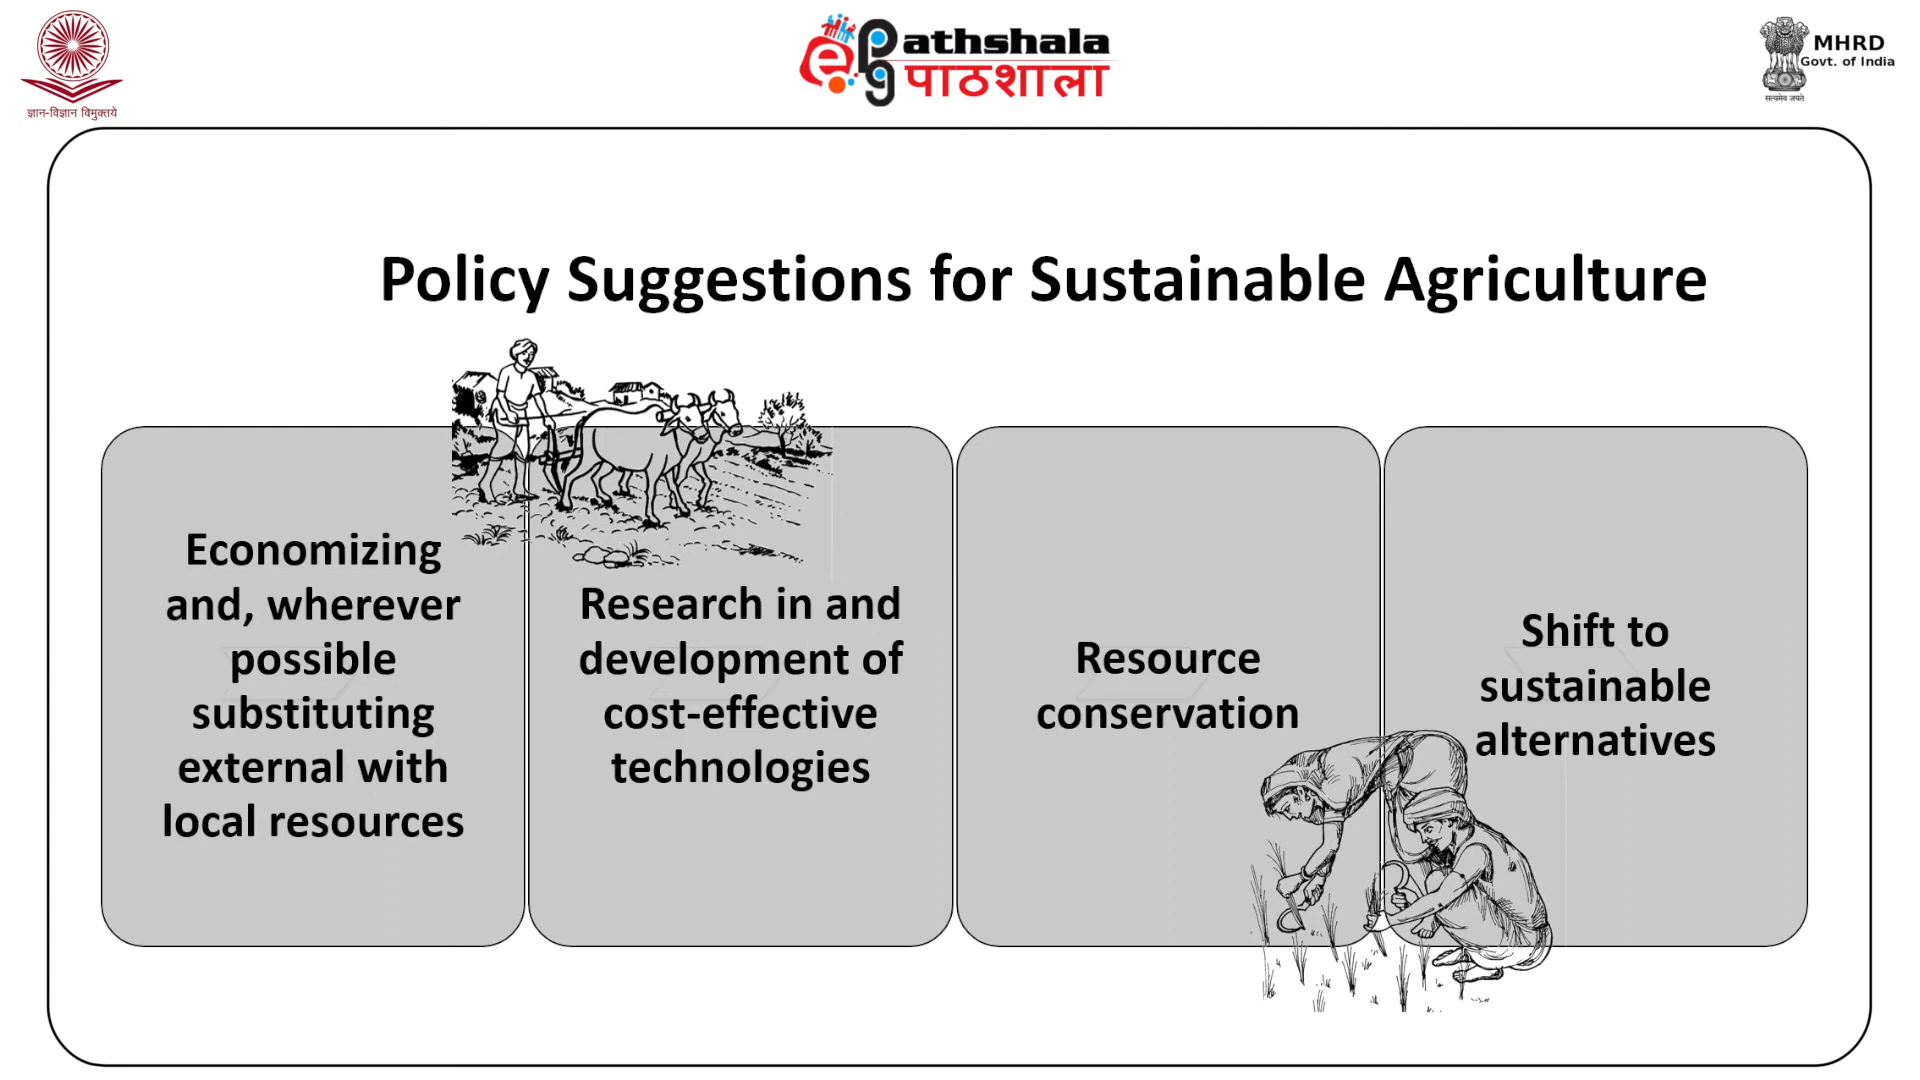 ज्ञान-विज्ञान विमुक्तये
e
pg
athshala
पाठशाला
MHRD
Govt. of India
सत्यमेव जयते
Policy Suggestions for Sustainable Agriculture
Economizing
and, wherever
possible
substituting
external with
local resources
Research in and
development of
cost-effective
technologies
Resource
conservation
Shift to
sustainable
alternatives